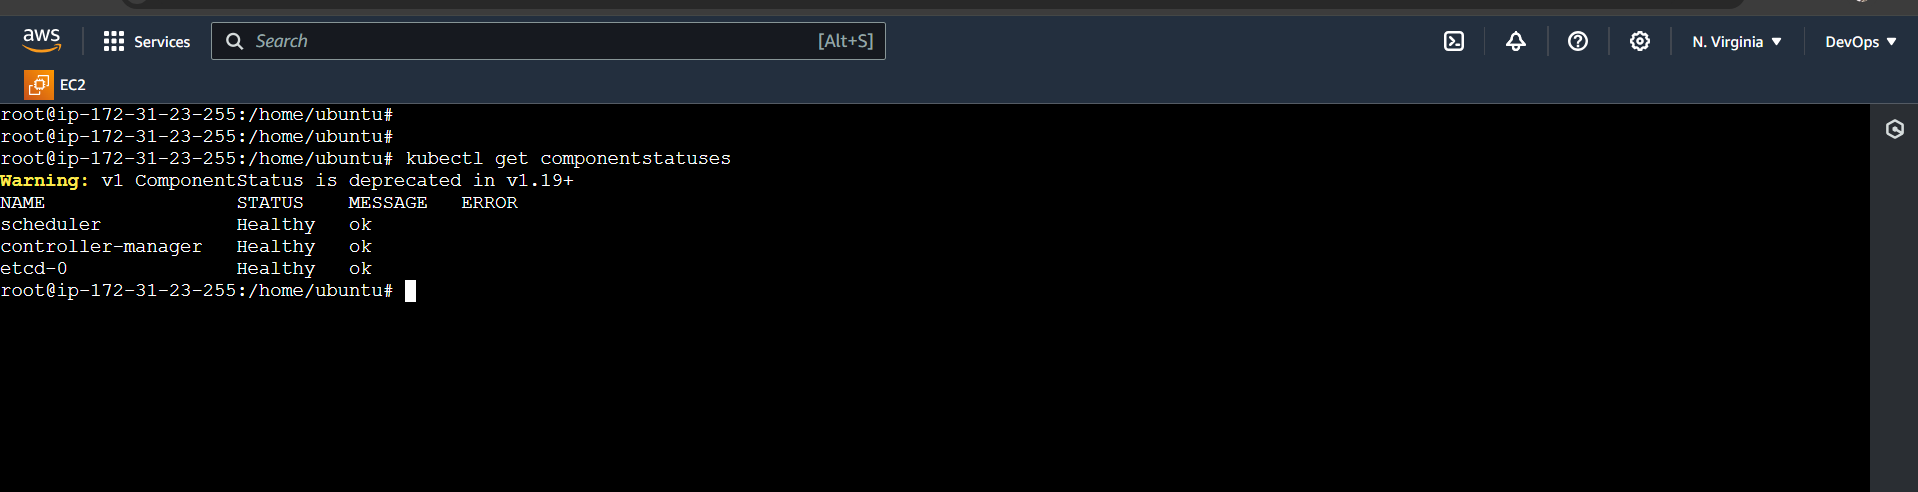 aws
Services
Search
[Alt+S]
N. Virginia
DevOps
EC2
root@ip-172-31-23-255:/home/ubuntu#
root@ip-172-31-23-255:/home/ubuntu#
root@ip-172-31-23-255:/home/ubuntu# kubectl get componentstatuses
Warning: v1 ComponentStatus is deprecated in v1.19+
NAME                 STATUS    MESSAGE   ERROR
scheduler            Healthy   ok
controller-manager   Healthy   ok
etcd-0               Healthy   ok
root@ip-172-31-23-255:/home/ubuntu#